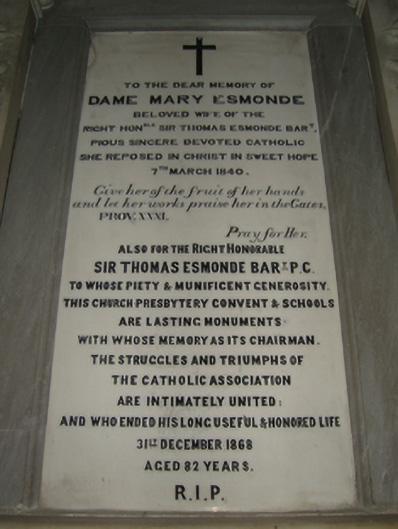 TO THE DEAR MEMORY OF
DAME MARY ESMONDE
BELOVED WIFE OF THE
RIGHT HONBLE SIR THOMAS ESMONDE BART,
PIOUS SINCERE DEVOTED CATHOLIC
SHE REPOSED IN CHRIST IN SWEET HOPE
7TH MARCH 1840.
Give her of the fruit of her hands
and let her works praise her in the Gates.
PROV. XXXI.
Pray for Her.
ALSO FOR THE RIGHT HONORABLE
SIR THOMAS ESMONDE BART P.C.
TO WHOSE PIETY & MUNIFICENT GENEROSITY.
THIS CHURCH PRESBYTERY CONVENT & SCHOOLS
ARE LASTING MONUMENTS
WITH WHOSE MEMORY AS ITS CHAIRMAN.
THE STRUGGLES AND TRIUMPHS OF
THE CATHOLIC ASSOCIATION
ARE INTIMATELY UNITED:
AND WHO ENDED HIS LONG USEFUL & HONORED LIFE
31ST DECEMBER 1868
AGED 82 YEARS.
R.I.P.